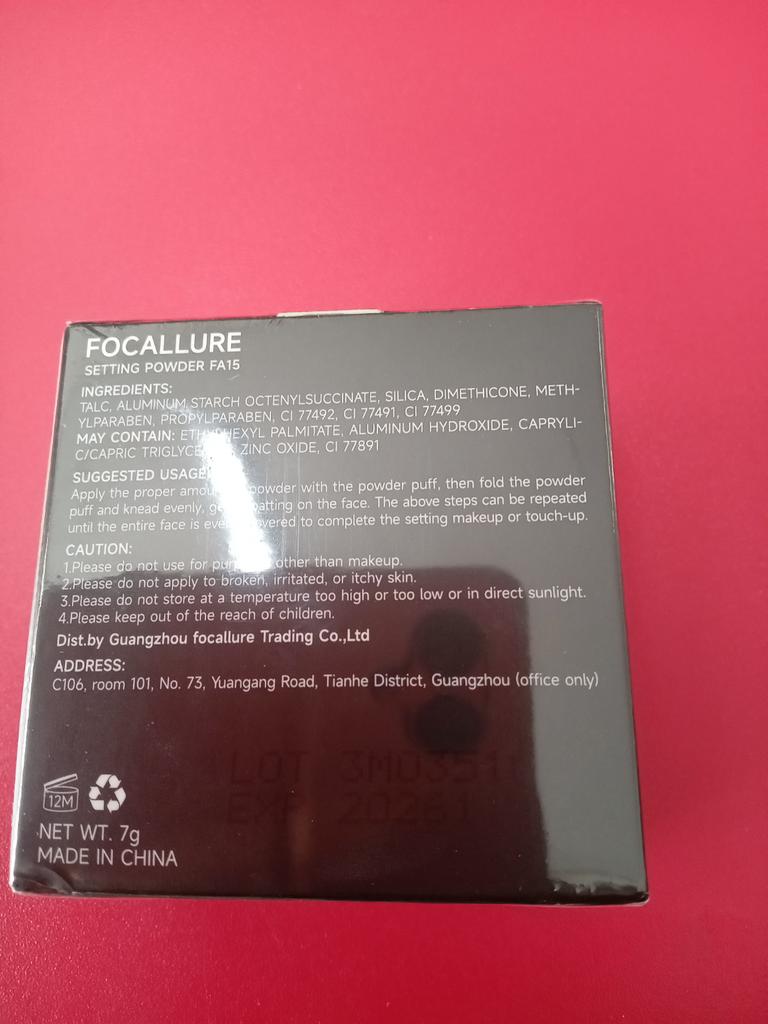 FOCALLURE
SETTING POWDER FA15
INGREDIENTS:
TALC, ALUMINUM STARCH OCTENYLSUCCINATE, SILICA, DIMETHICONE, METH-
YLPARABEN, PROPYLPARABEN, CI 77492, CI 77491, CI 77499
MAY CONTAIN: PALMITATE, ALUMINUM HYDROXIDE, CAPRYLI-
C/CAPRIC ZINC OXIDE, CI 77891
SUGGESTED USAGE
Apply the proper powder with the powder puff, then fold the powder
puff and knead evenly, patting on the face. The above steps can be repeated
until the entire face is to complete the setting makeup or touch-up.
CAUTION:
1.Please do not use for other than makeup.
2.Please do not apply to broken, irritated, or itchy skin.
3.Please do not store at a temperature too high or too low or in direct sunlight.
4.Please keep out of the reach of children.
Dist.by Guangzhou focallure Trading Co.,Ltd
ADDRESS:
C106, room 101, No. 73, Yuangang Road, Tianhe District, Guangzhou (office only)
LOT
EXP
12M
NET WT. 7g
MADE IN CHINA